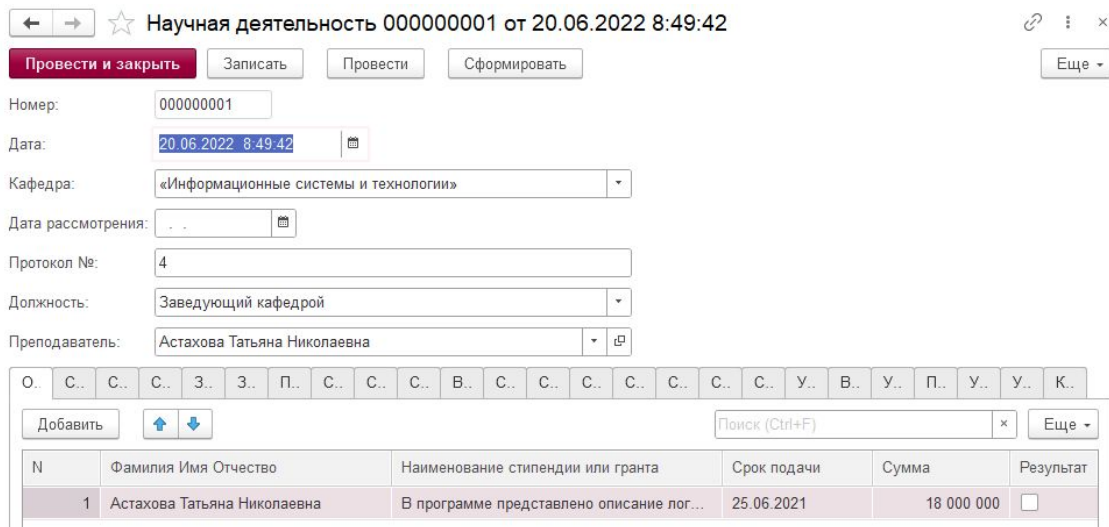 Научная деятельность 000000001 от 20.06.2022 8:49:42
Провести и закрыть Записать Провести Сформировать Еще
Номер: 000000001
Дата: 20.06.2022 8:49:42
Кафедра: «Информационные системы и технологии»
Дата рассмотрения: . .
Протокол №: 4
Должность: Заведующий кафедрой
Преподаватель: Астахова Татьяна Николаевна
О.. С.. С.. С.. З.. З.. П.. С.. С.. С.. В.. С.. С.. С.. С.. С.. С.. С.. У.. В.. У.. П.. У.. У.. К..
Добавить Поиск (Ctrl+F) × Еще
N Фамилия Имя Отчество Наименование стипендии или гранта Срок подачи Сумма Результат
1 Астахова Татьяна Николаевна В программе представлено описание лог... 25.06.2021 18 000 000